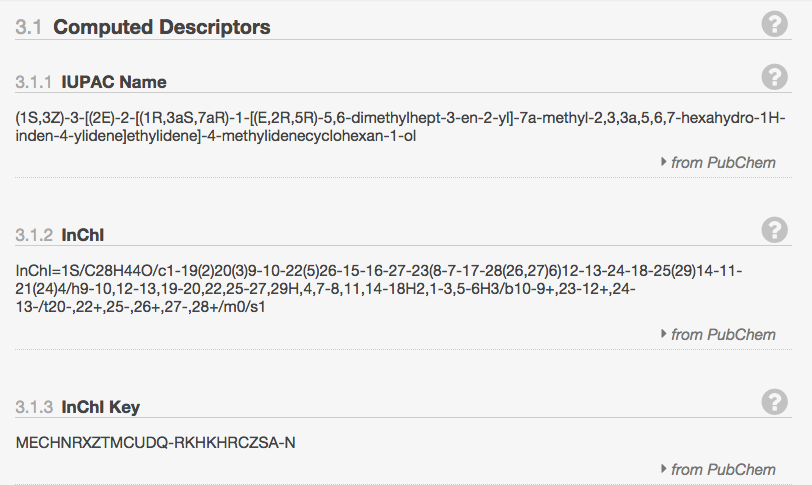 3.1 Computed Descriptors
?
3.1.1 IUPAC Name
?
(1S,3Z)-3-[(2E)-2-[(1R,3aS,7aR)-1-[(E,2R,5R)-5,6-dimethylhept-3-en-2-yl]-7a-methyl-2,3,3a,5,6,7-hexahydro-1H-
inden-4-ylidene]ethylidene]-4-methylidenecyclohexan-1-ol
from PubChem
3.1.2 InChI
?
InChI=1S/C28H44O/c1-19(2)20(3)9-10-22(5)26-15-16-27-23(8-7-17-28(26,27)6)12-13-24-18-25(29)14-11-
21(24)4/h9-10,12-13,19-20,22,25-27,29H,4,7-8,11,14-18H2,1-3,5-6H3/b10-9+,23-12+,24-
13-/t20-,22+,25-,26+,27-,28+/m0/s1
from PubChem
3.1.3 InChI Key
?
MECHNRXZTMCUDQ-RKHKHRCZSA-N
from PubChem